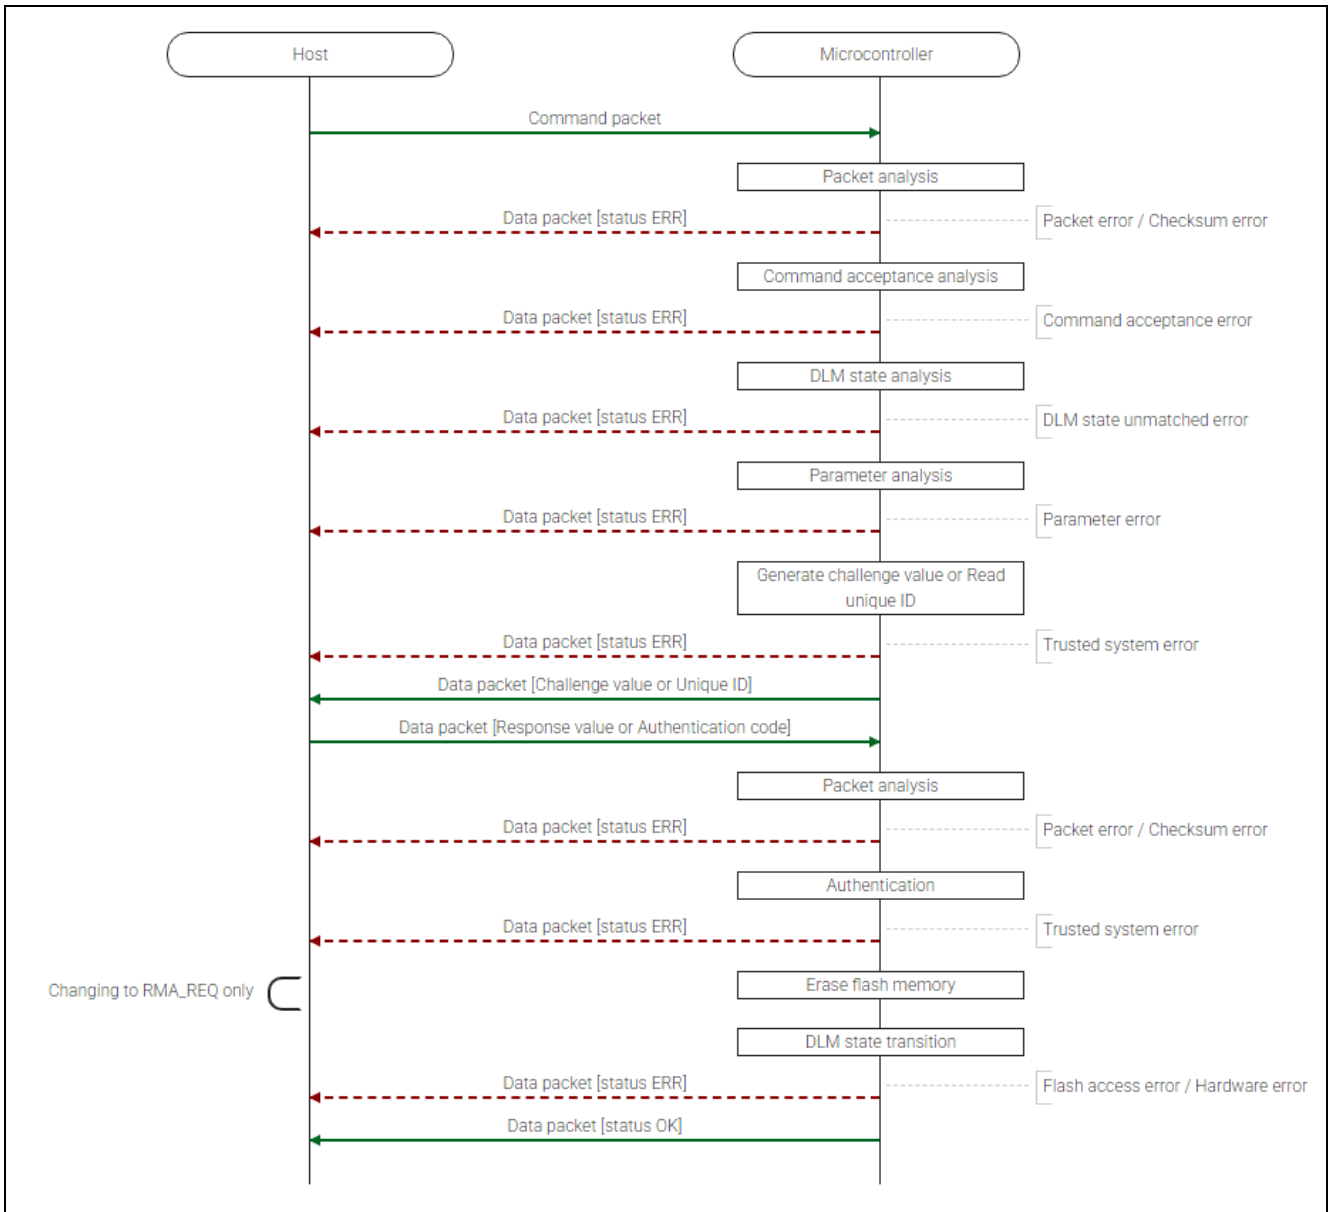 Host
Microcontroller
Command packet
Packet analysis
Data packet [status ERR]
Packet error / Checksum error
Command acceptance analysis
Data packet [status ERR]
Command acceptance error
DLM state analysis
Data packet [status ERR]
DLM state unmatched error
Parameter analysis
Data packet [status ERR]
Parameter error
Generate challenge value or Read
unique ID
Data packet [status ERR]
Trusted system error
Data packet [Challenge value or Unique ID]
Data packet [Response value or Authentication code]
Packet analysis
Data packet [status ERR]
Packet error / Checksum error
Authentication
Data packet [status ERR]
Trusted system error
Changing to RMA_REQ only
Erase flash memory
DLM state transition
Data packet [status ERR]
Flash access error / Hardware error
Data packet [status OK]